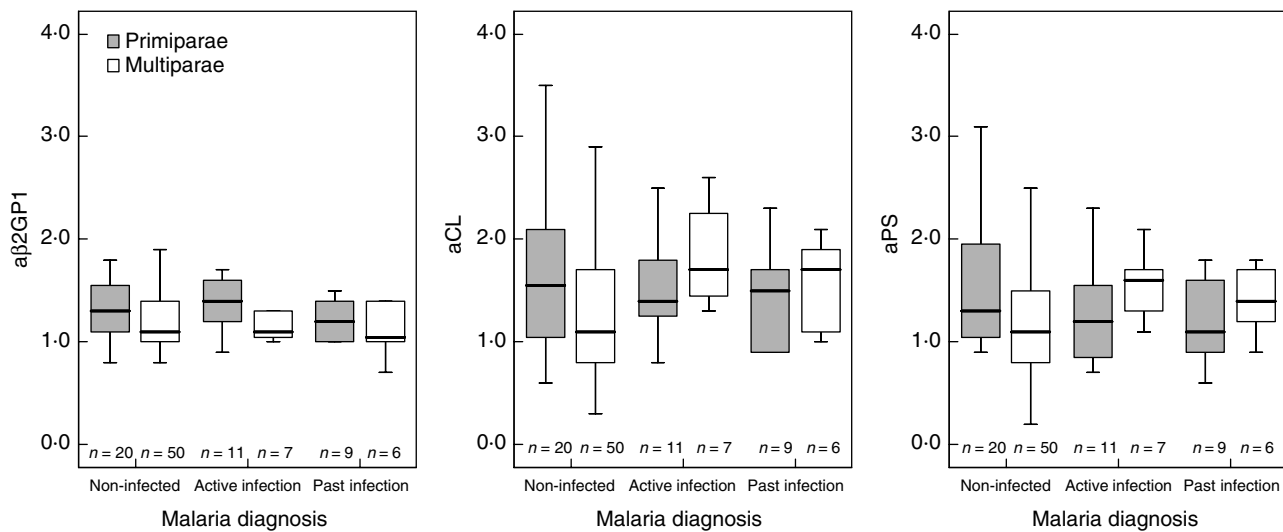 Primiparae
Multiparae
aβ2GP1
4·0
3·0
2·0
1·0
0·0
n = 20 n = 50 n = 11 n = 7 n = 9 n = 6
Non-infected Active infection Past infection
Malaria diagnosis
aCL
4·0
3·0
2·0
1·0
0·0
n = 20 n = 50 n = 11 n = 7 n = 9 n = 6
Non-infected Active infection Past infection
Malaria diagnosis
aPS
4·0
3·0
2·0
1·0
0·0
n = 20 n = 50 n = 11 n = 7 n = 9 n = 6
Non-infected Active infection Past infection
Malaria diagnosis